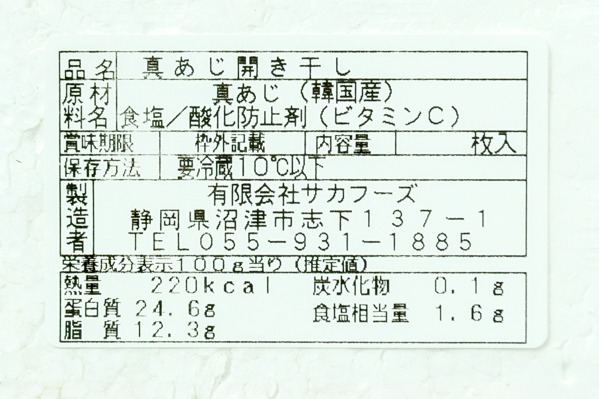 品名 真あじ開き干し
原材料名 真あじ（韓国産）
食塩／酸化防止剤（ビタミンＣ）
賞味期限 枠外記載 内容量 枚入
保存方法 要冷蔵１０℃以下
製造者 有限会社サカフーズ
静岡県沼津市志下１３７－１
ＴＥＬ０５５－９３１－１８８５
栄養成分表示１００ｇ当り（推定値）
熱量 ２２０ｋｃａｌ 炭水化物 ０．１ｇ
蛋白質 ２４．６ｇ 食塩相当量 １．６ｇ
脂質 １２．３ｇ